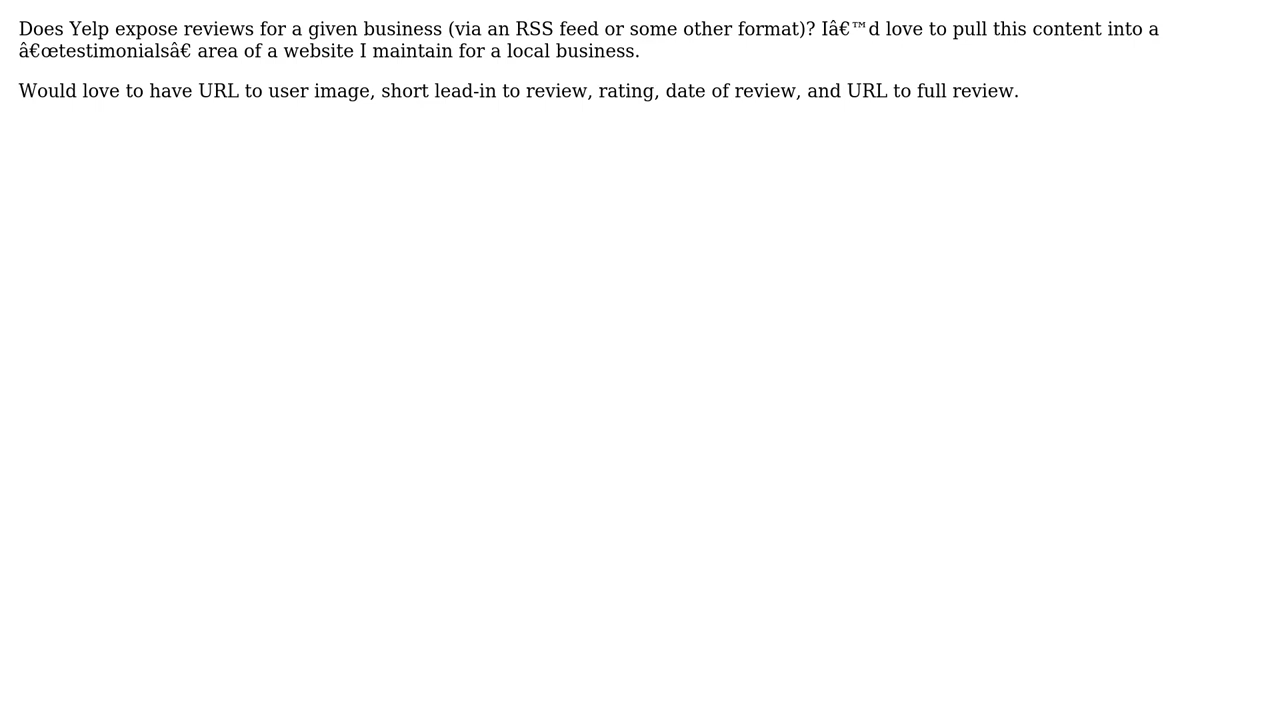 Does Yelp expose reviews for a given business (via an RSS feed or some other format)? Iâ€™d love to pull this content into a
â€œtestimonialsâ€ area of a website I maintain for a local business.
Would love to have URL to user image, short lead-in to review, rating, date of review, and URL to full review.